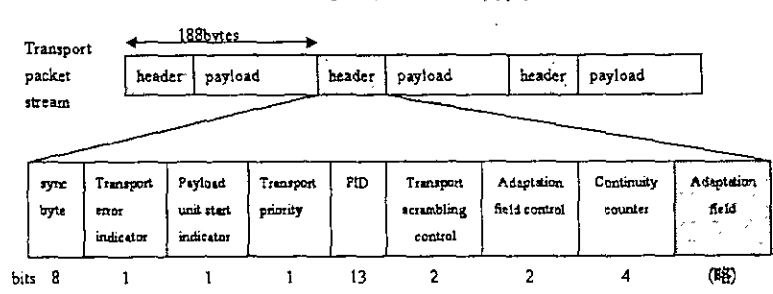 188bytes
Transport
packet
stream
header payload header payload header payload
sync byte
Transport error indicator
Payload unit start indicator
Transport priority
PID
Transport scrambling control
Adaptation field control
Continuity counter
Adaptation field
bits 8 1 1 1 13 2 2 4 (略)